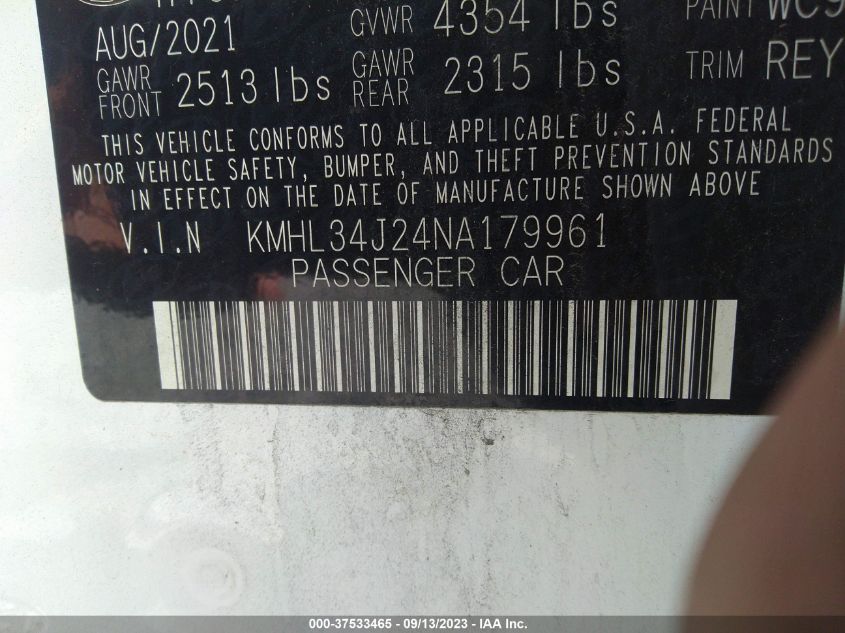 AUG/2021 GVWR 4354 lbs PAINT WC9
GAWR FRONT 2513 lbs GAWR REAR 2315 lbs TRIM REY
THIS VEHICLE CONFORMS TO ALL APPLICABLE U.S.A. FEDERAL
MOTOR VEHICLE SAFETY, BUMPER, AND THEFT PREVENTION STANDARDS
IN EFFECT ON THE DATE OF MANUFACTURE SHOWN ABOVE
V.I.N KMHL34J24NA179961
PASSENGER CAR
000-37533465 - 09/13/2023 - IAA Inc.